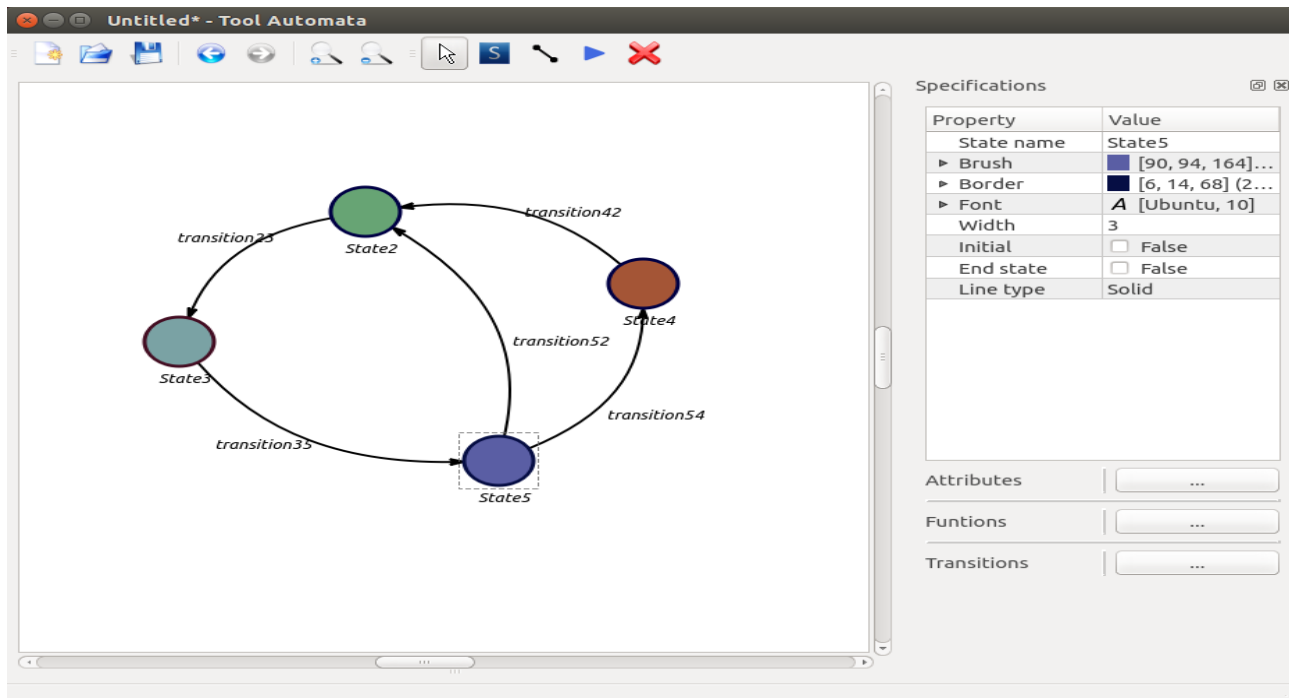 Untitled* - Tool Automata
S
Specifications
Property Value
State name State5
Brush [90, 94, 164]...
Border [6, 14, 68] (2...
Font A [Ubuntu, 10]
Width 3
Initial False
End state False
Line type Solid
transition42
transition23
State2
State4
transition52
State3
transition54
transition35
State5
Attributes ...
Funtions ...
Transitions ...